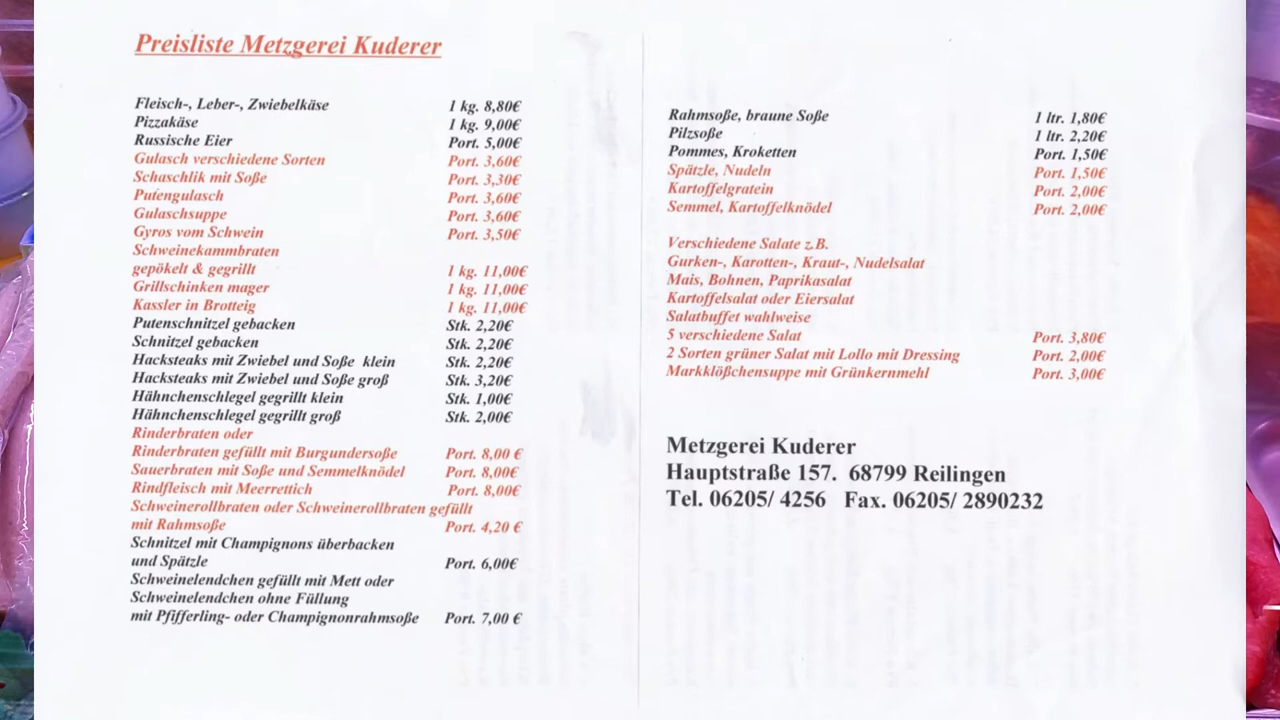 Preisliste Metzgerei Kuderer
Fleisch-, Leber-, Zwiebelkäse 1 kg. 8,80€
Pizzakäse 1 kg. 9,00€
Russische Eier Port. 5,00€
Gulasch verschiedene Sorten Port. 3,60€
Schaschlik mit Soße Port. 3,30€
Putengulasch Port. 3,60€
Gulaschsuppe Port. 3,60€
Gyros vom Schwein Port. 3,50€
Schweinekammbraten
gepökelt & gegrillt 1 kg. 11,00€
Grillschinken mager 1 kg. 11,00€
Kassler in Brotteig 1 kg. 11,00€
Putenschnitzel gebacken Stk. 2,20€
Schnitzel gebacken Stk. 2,20€
Hacksteaks mit Zwiebel und Soße klein Stk. 2,20€
Hacksteaks mit Zwiebel und Soße groß Stk. 3,20€
Hähnchenschlegel gegrillt klein Stk. 1,00€
Hähnchenschlegel gegrillt groß Stk. 2,00€
Rinderbraten oder
Rinderbraten gefüllt mit Burgundersoße Port. 8,00 €
Sauerbraten mit Soße und Semmelknödel Port. 8,00€
Rindfleisch mit Meerrettich Port. 8,00€
Schweinerollbraten oder Schweinerollbraten gefüllt
mit Rahmsoße Port. 4,20 €
Schnitzel mit Champignons überbacken
und Spätzle Port. 6,00€
Schweinelendchen gefüllt mit Mett oder
Schweinelendchen ohne Füllung
mit Pfifferling- oder Champignonrahmsoße Port. 7,00 €
Rahmsoße, braune Soße 1 ltr. 1,80€
Pilzsoße 1 ltr. 2,20€
Pommes, Kroketten Port. 1,50€
Spätzle, Nudeln Port. 1,50€
Kartoffelgratein Port. 2,00€
Semmel, Kartoffelknödel Port. 2,00€
Verschiedene Salate z.B.
Gurken-, Karotten-, Kraut-, Nudelsalat
Mais, Bohnen, Paprikasalat
Kartoffelsalat oder Eiersalat
Salatbuffet wahlweise
5 verschiedene Salat Port. 3,80€
2 Sorten grüner Salat mit Lollo mit Dressing Port. 2,00€
Markklößchensuppe mit Grünkernmehl Port. 3,00€
Metzgerei Kuderer
Hauptstraße 157. 68799 Reilingen
Tel. 06205/ 4256 Fax. 06205/ 2890232